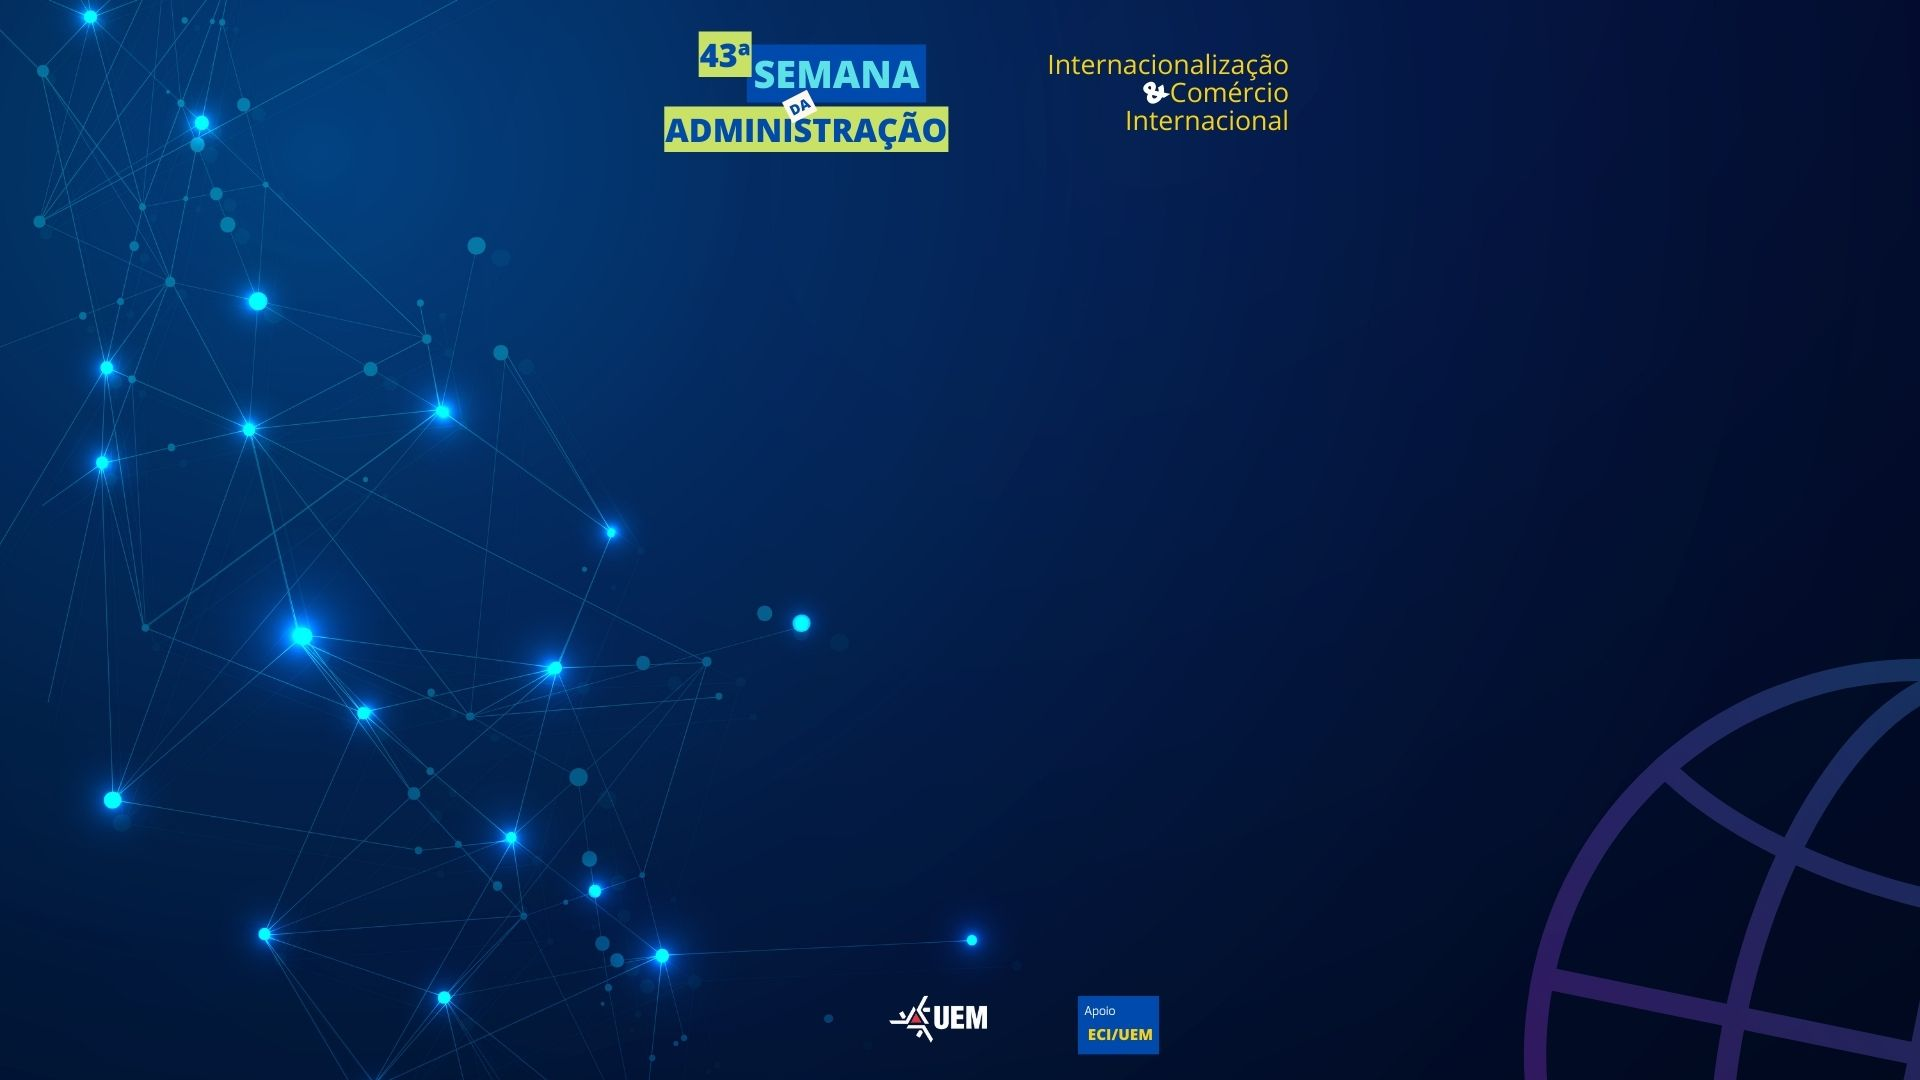 43ª
SEMANA
DA
ADMINISTRAÇÃO
Internacionalização
&Comércio
Internacional
UEM
Apoio
ECI/UEM